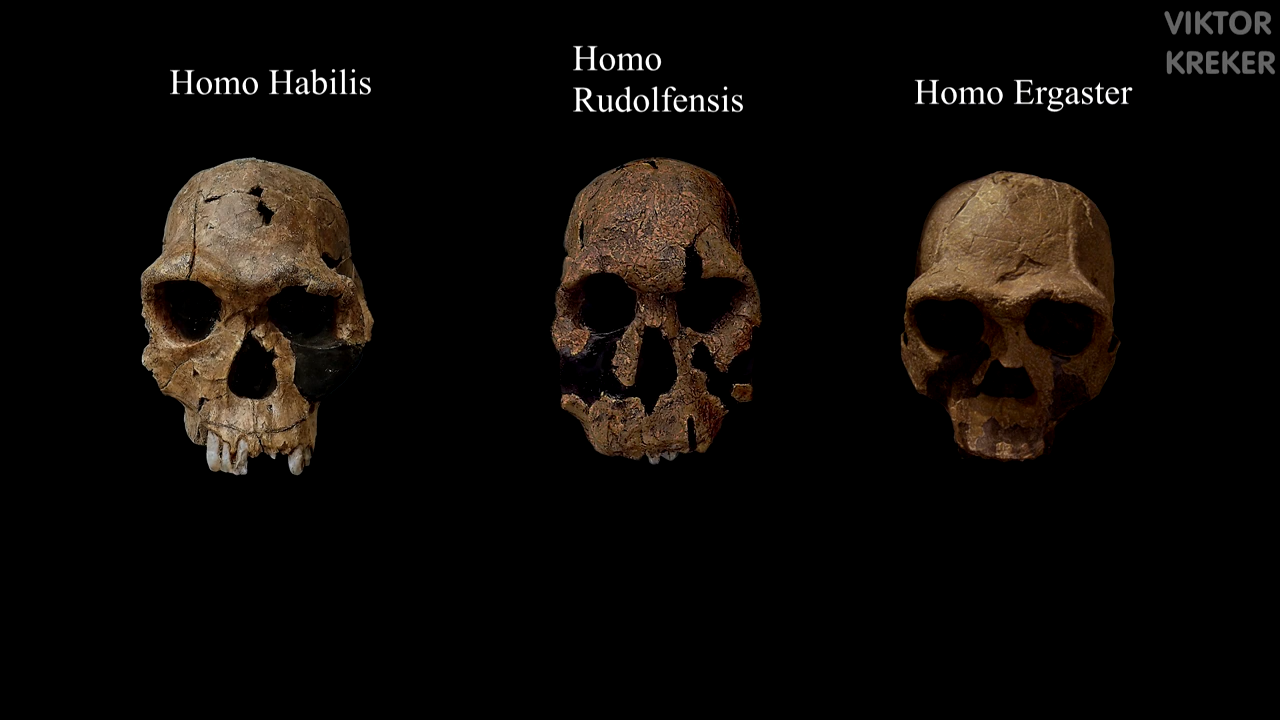 Homo Habilis
Homo
Rudolfensis
Homo Ergaster
VIKTOR
KREKER